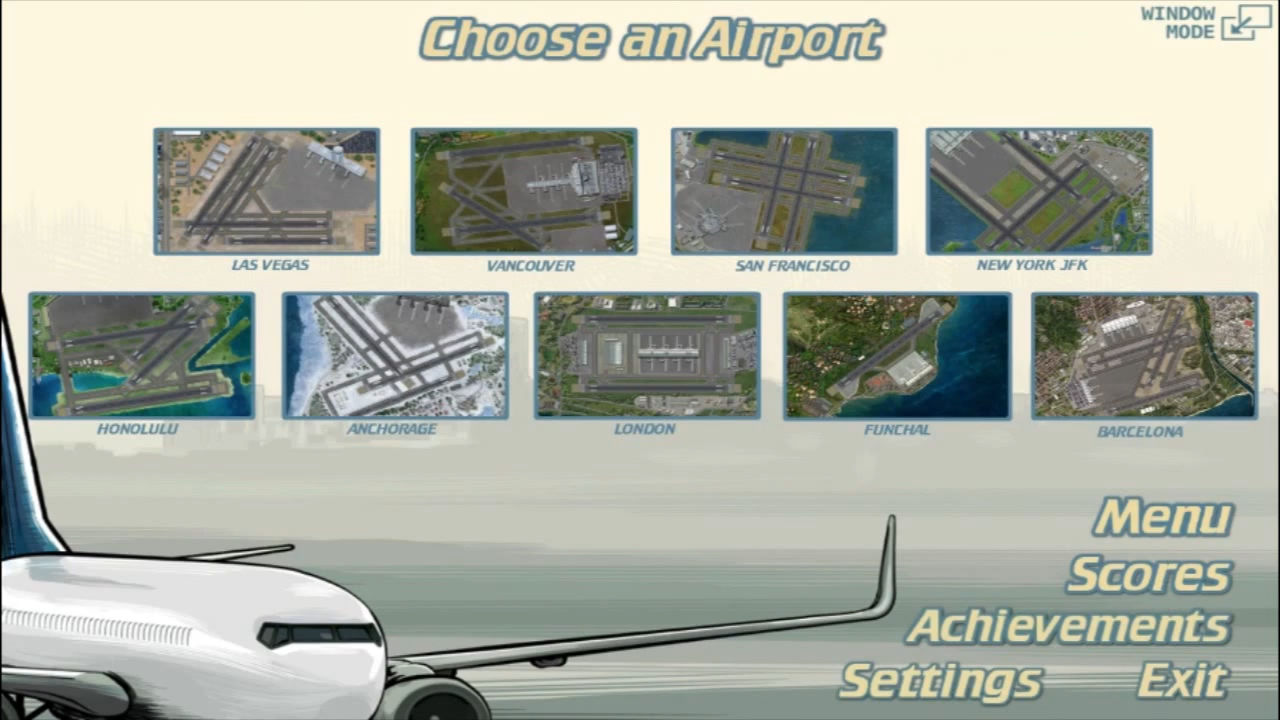 Choose an Airport
WINDOW
MODE
LAS VEGAS
VANCOUVER
SAN FRANCISCO
NEW YORK JFK
HONOLULU
ANCHORAGE
LONDON
FUNCHAL
BARCELONA
Menu
Scores
Achievements
Settings Exit